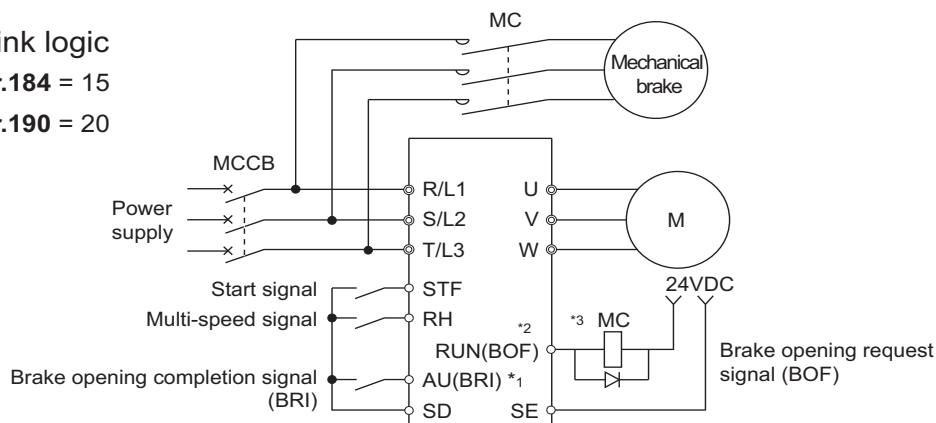 MC
ink logic
Mechanical
brake
r.184 = 15
r.190 = 20
MCCB
R/L1
U
Power
supply
S/L2
V
M
T/L3
W
24VDC
Start signal
STF
Multi-speed signal
RH
*2
*3 MC
RUN(BOF)
Brake opening request
signal (BOF)
Brake opening completion signal
(BRI)
AU(BRI) *1
SD
SE